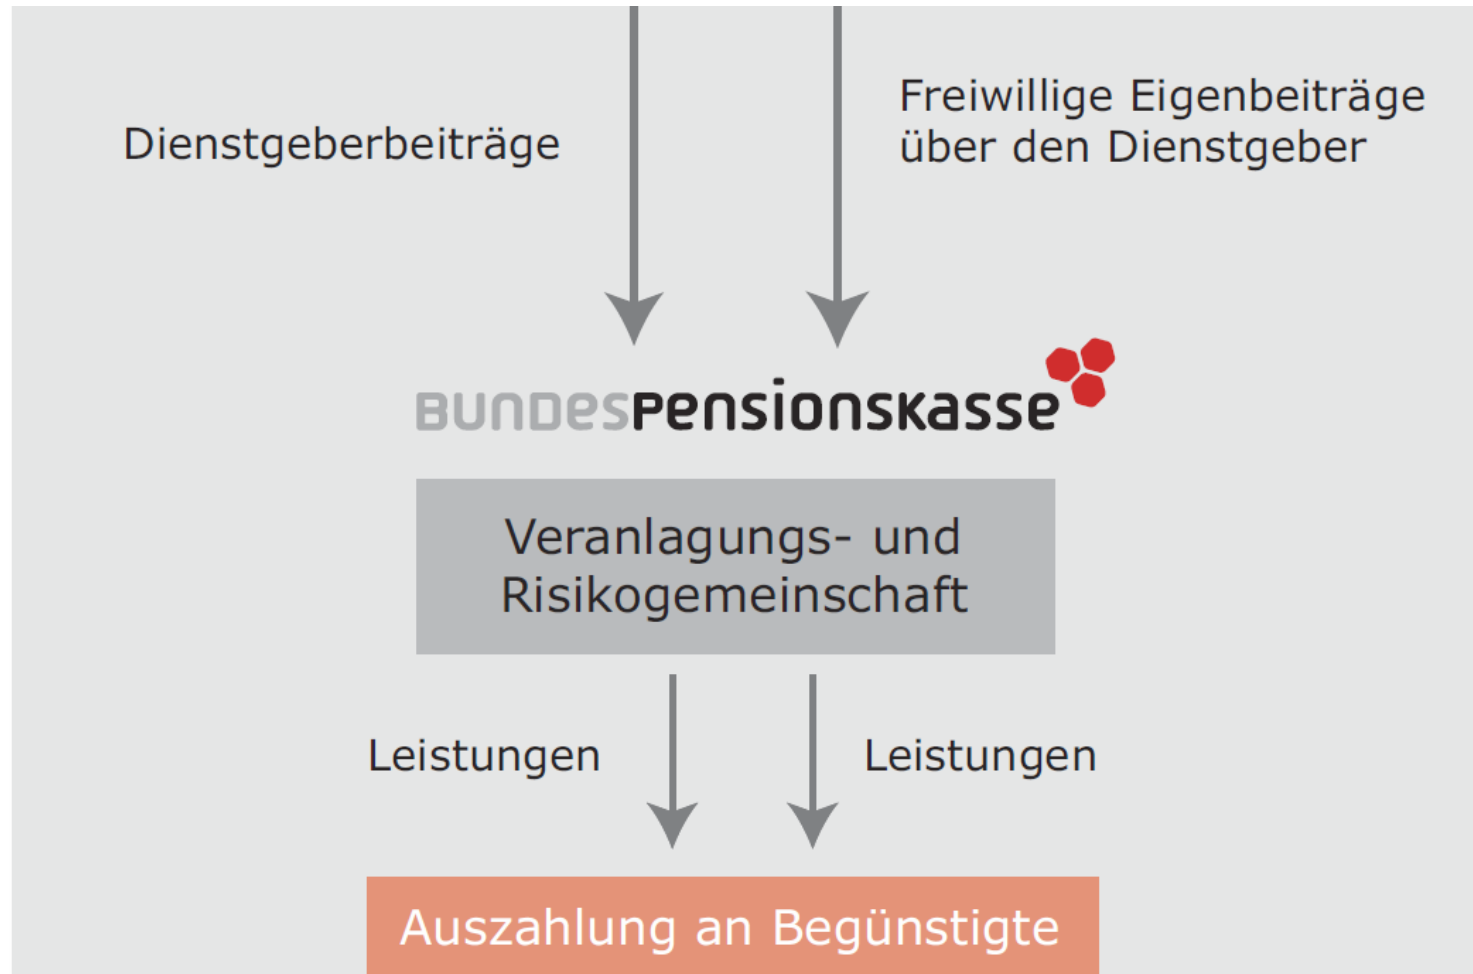 Dienstgeberbeiträge
Freiwillige Eigenbeiträge
über den Dienstgeber
BUNDESPENSIONSKASSE
Veranlagungs- und
Risikogemeinschaft
Leistungen
Leistungen
Auszahlung an Begünstigte